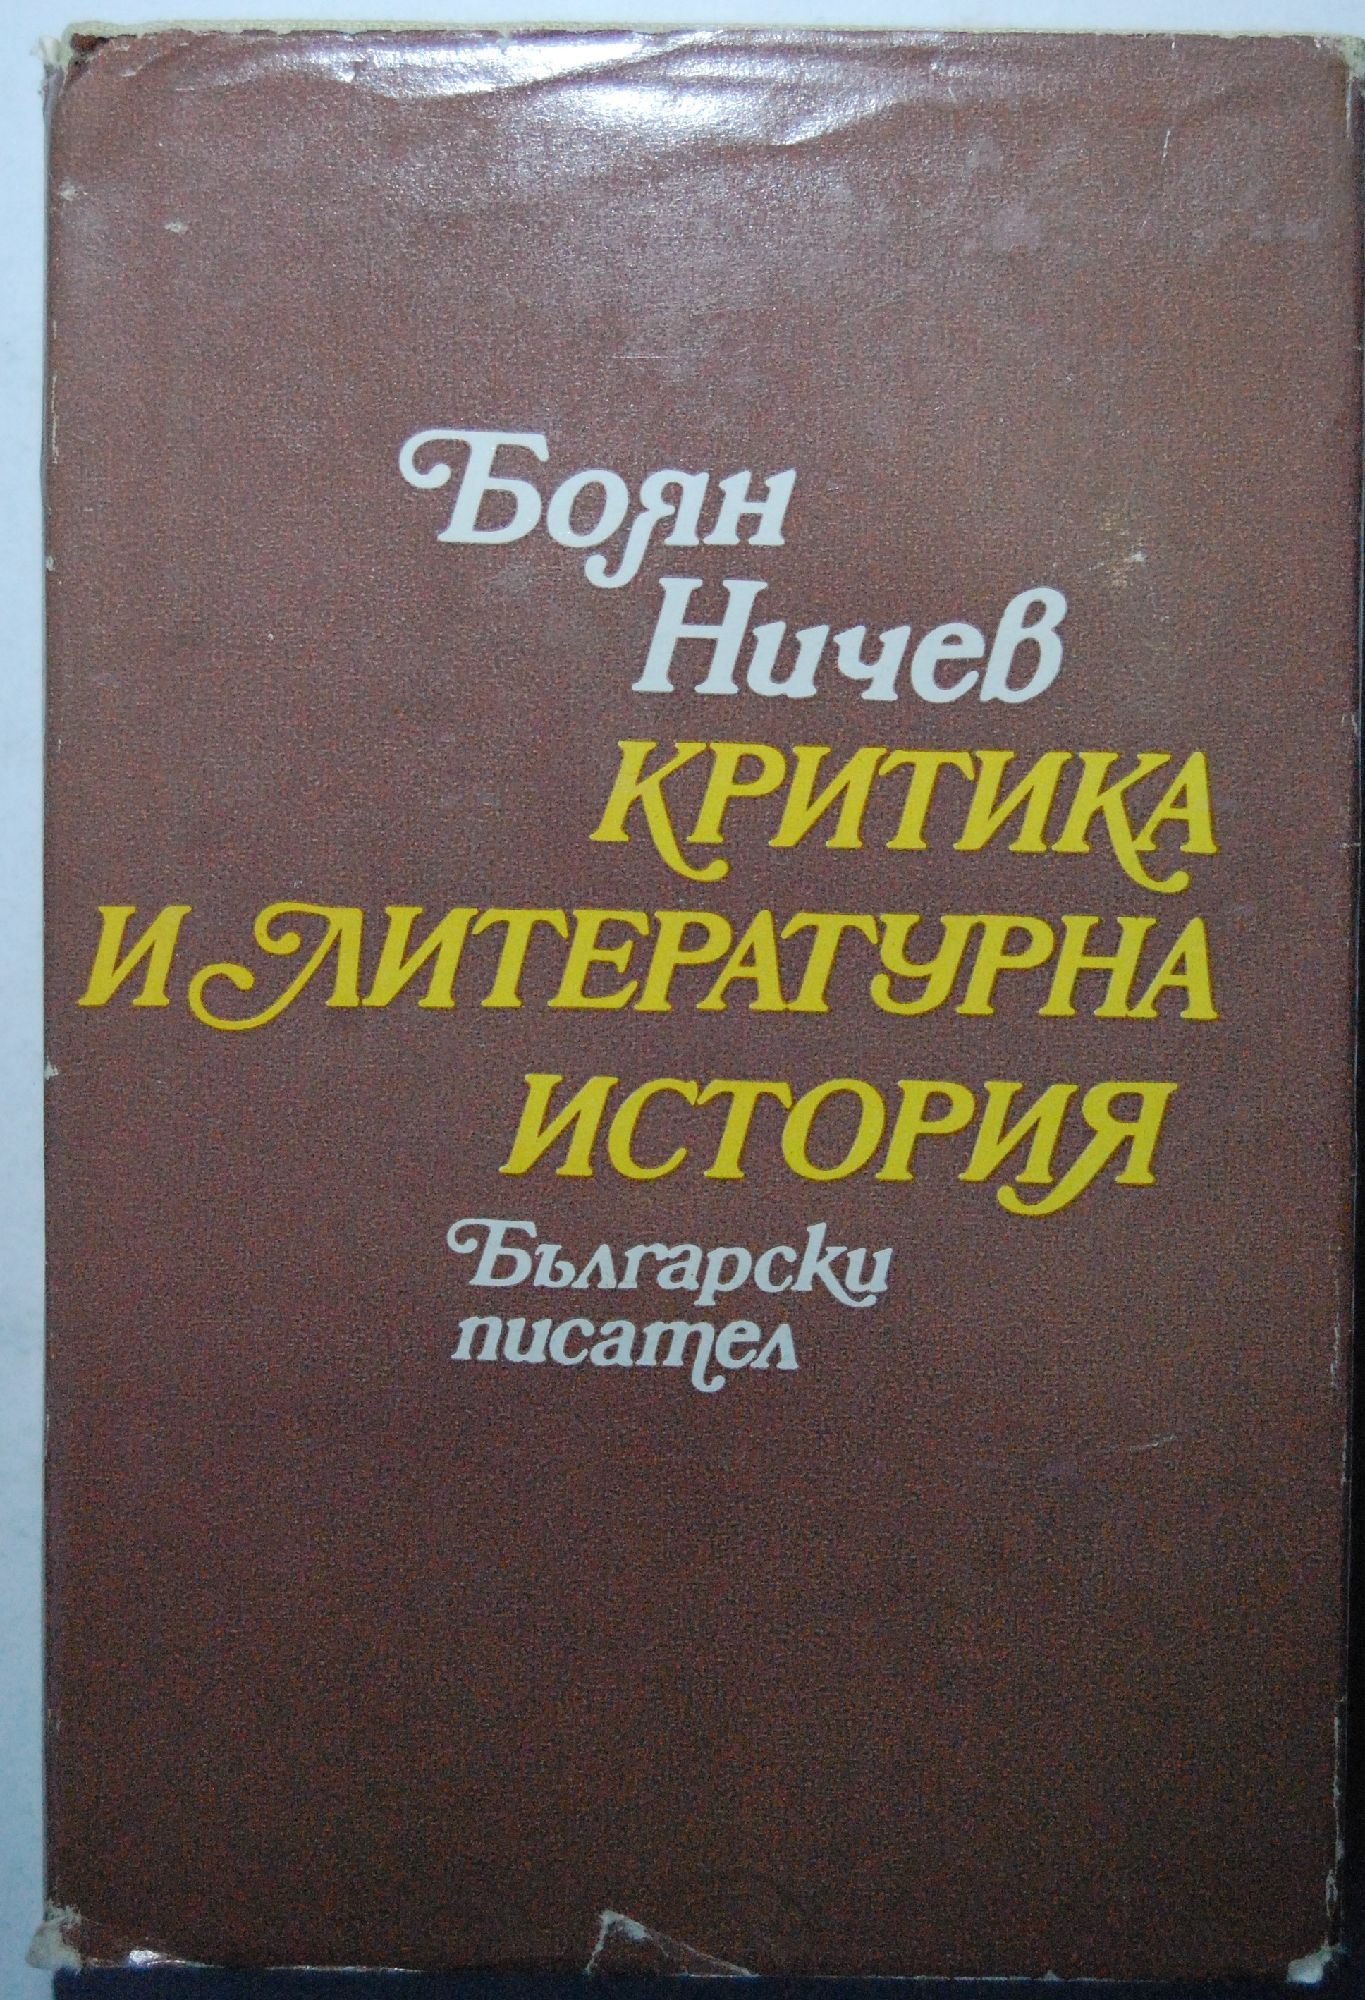 Боян
Ничев
КРИТИКА
И ЛИТЕРАТУРНА
ИСТОРИЯ
Български
писател